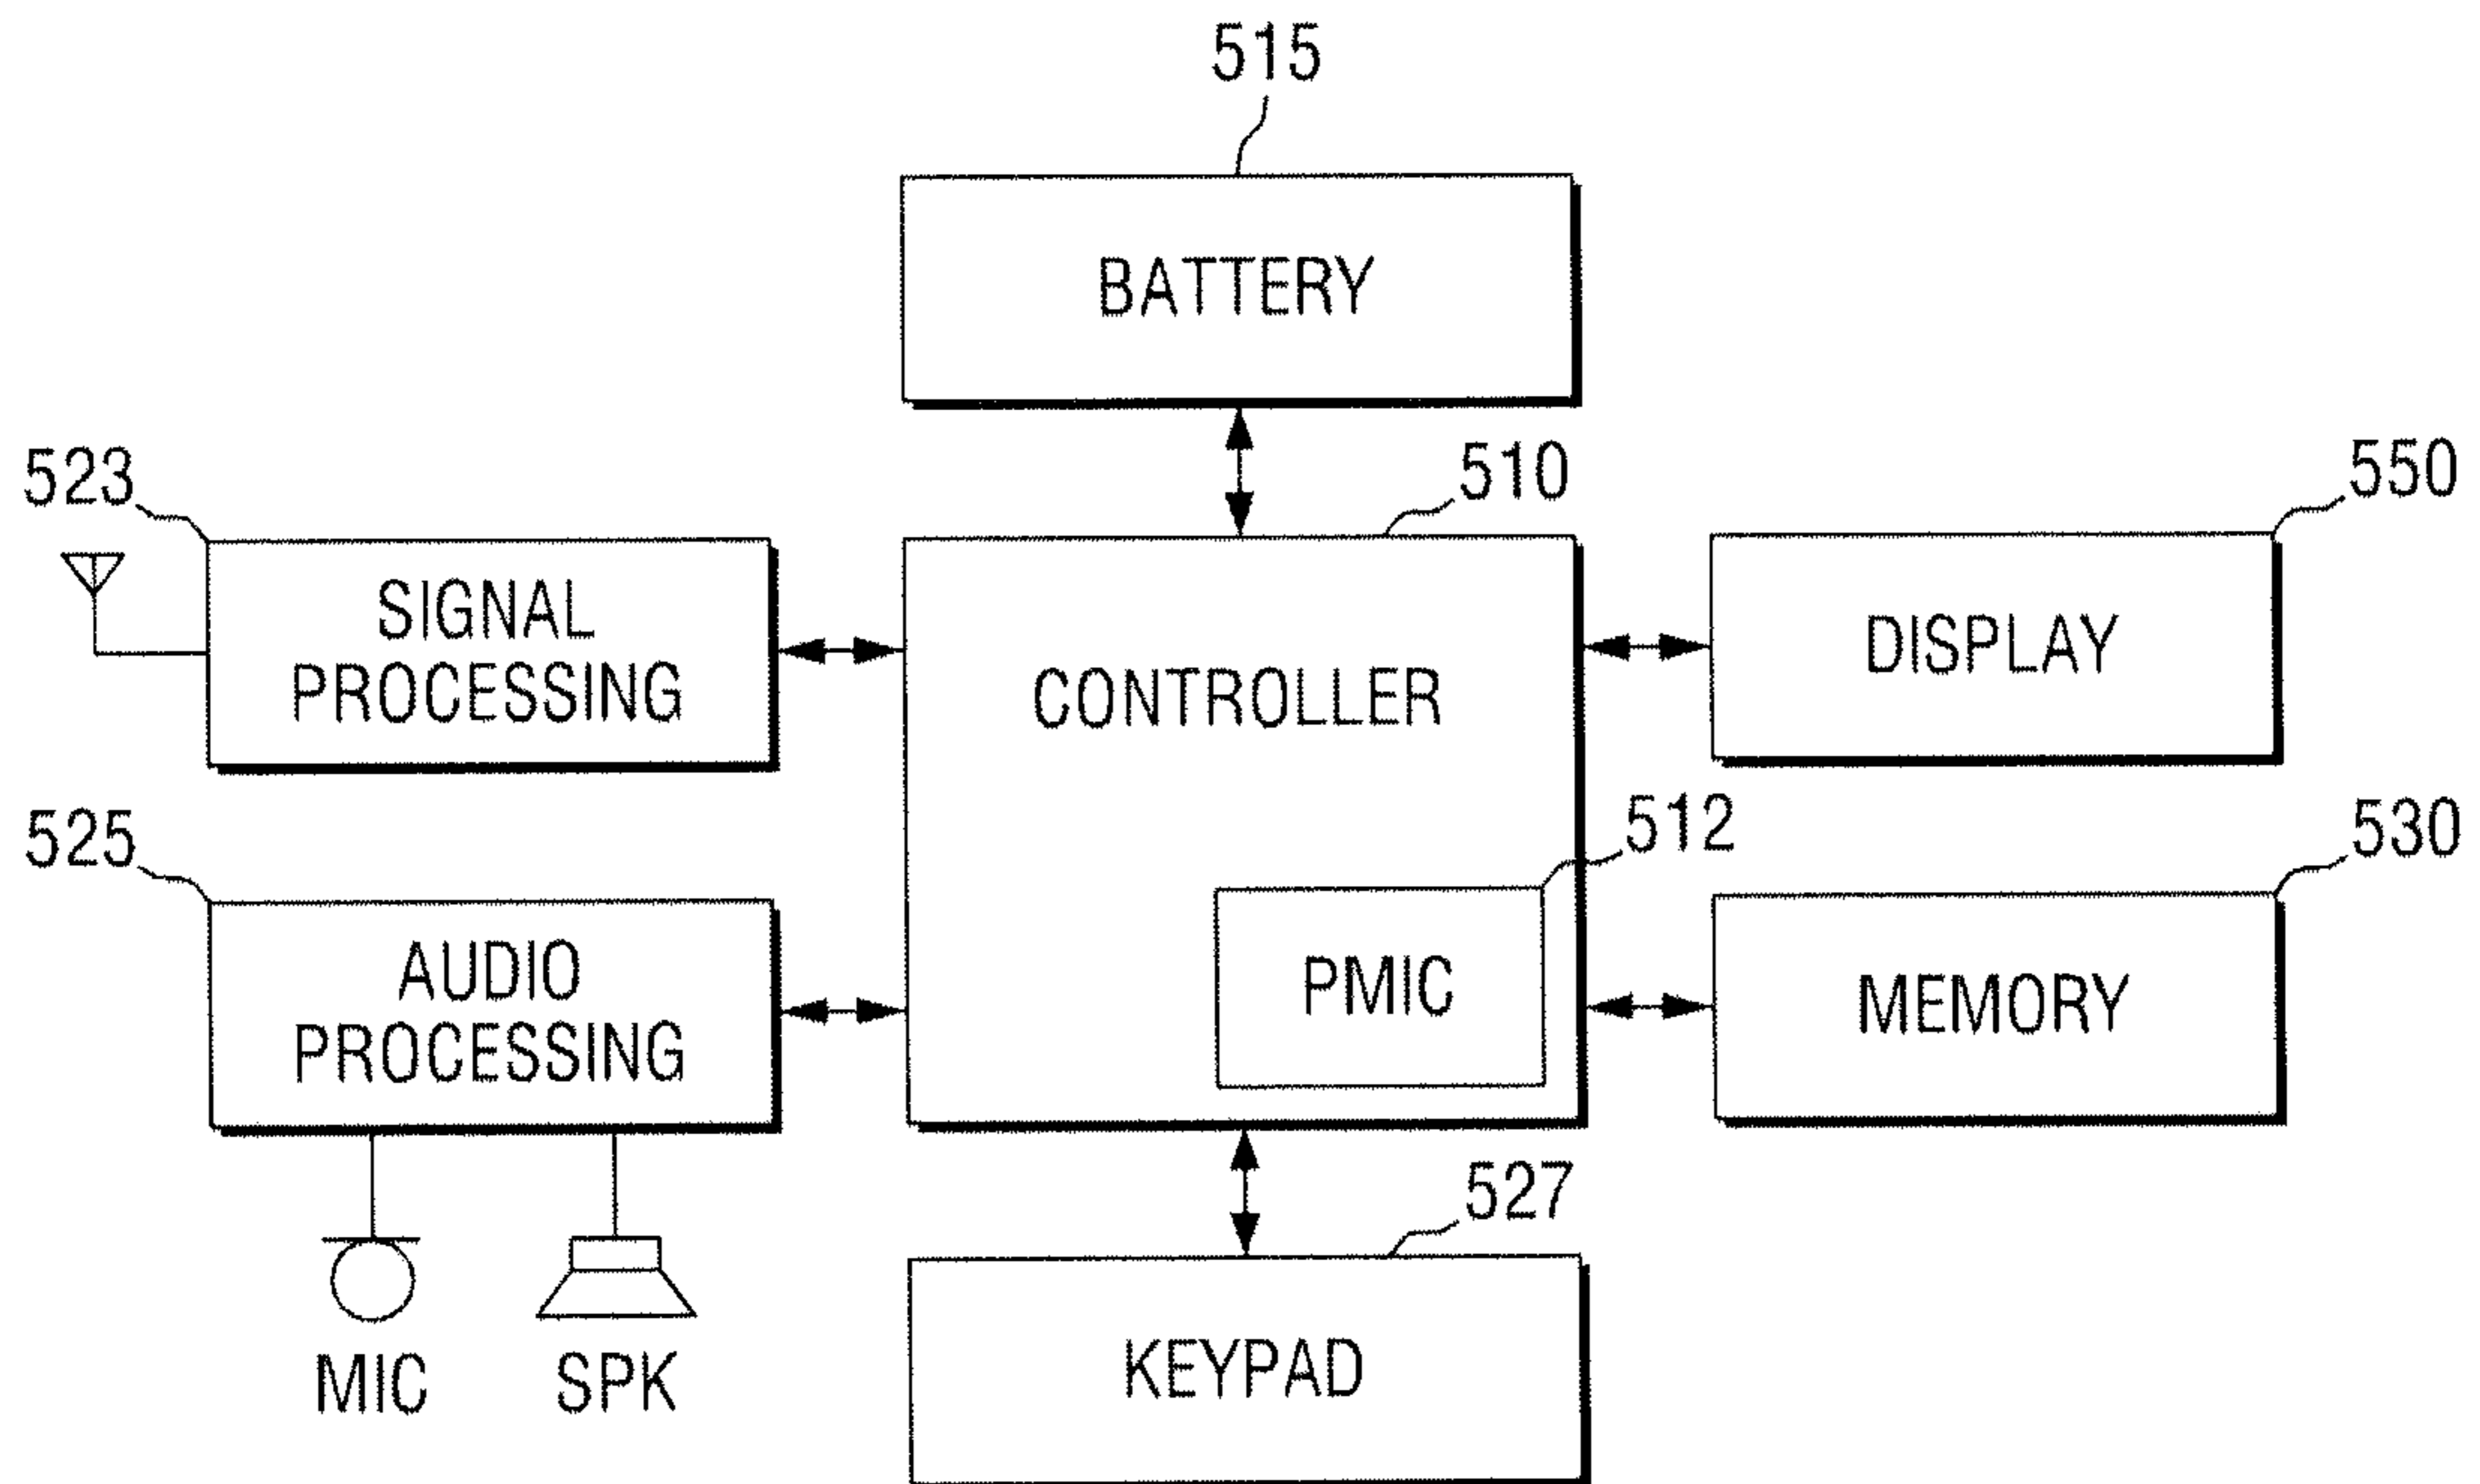 515
BATTERY
523
510
550
SIGNAL
PROCESSING
CONTROLLER
DISPLAY
525
512
530
AUDIO
PROCESSING
PMIC
MEMORY
527
MIC
SPK
KEYPAD